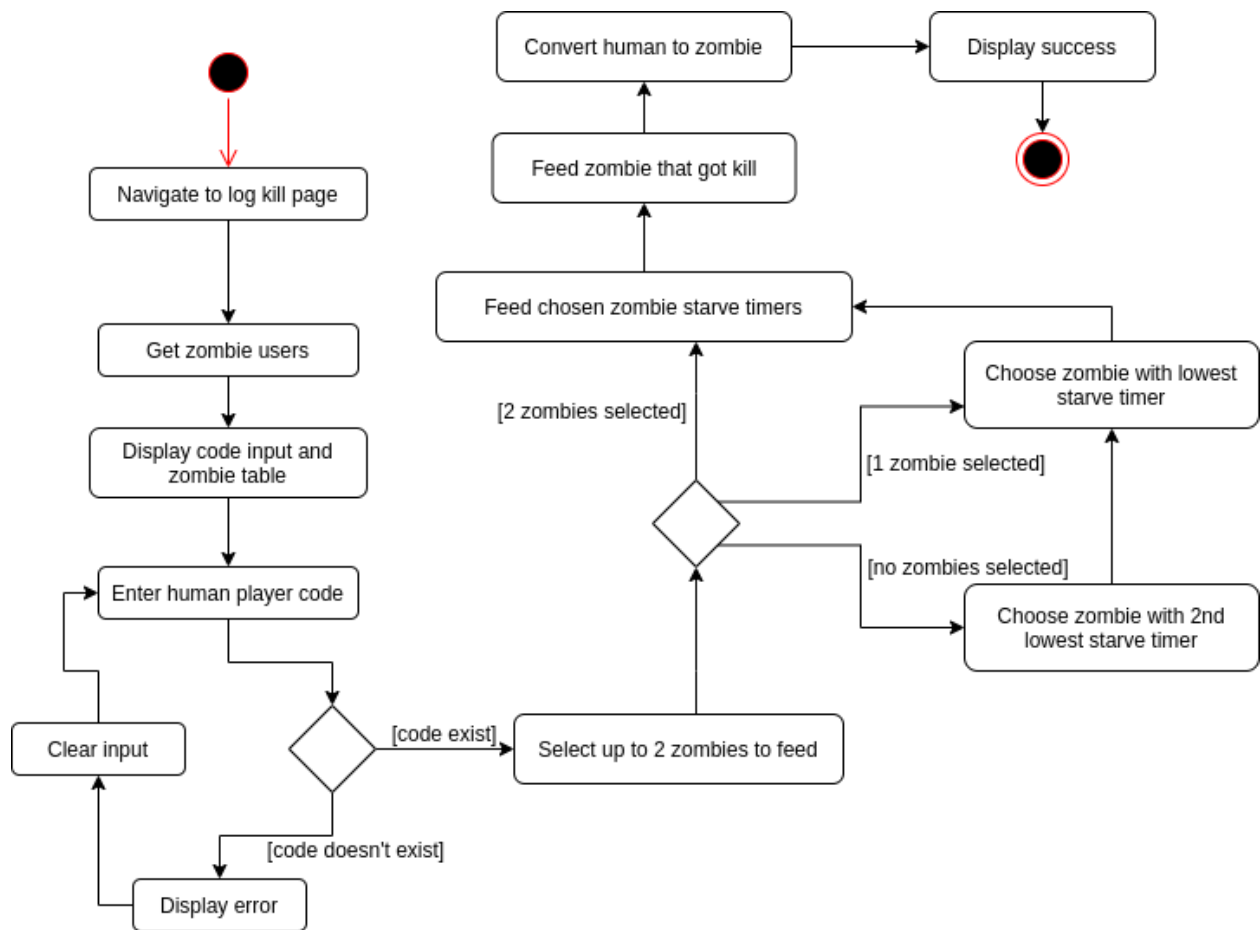 Convert human to zombie
Display success
Feed zombie that got kill
Navigate to log kill page
Feed chosen zombie starve timers
Get zombie users
Choose zombie with lowest
starve timer
[2 zombies selected]
Display code input and
zombie table
[1 zombie selected]
[no zombies selected]
Enter human player code
Choose zombie with 2nd
lowest starve timer
[code exist]
Clear input
Select up to 2 zombies to feed
[code doesn't exist]
Display error